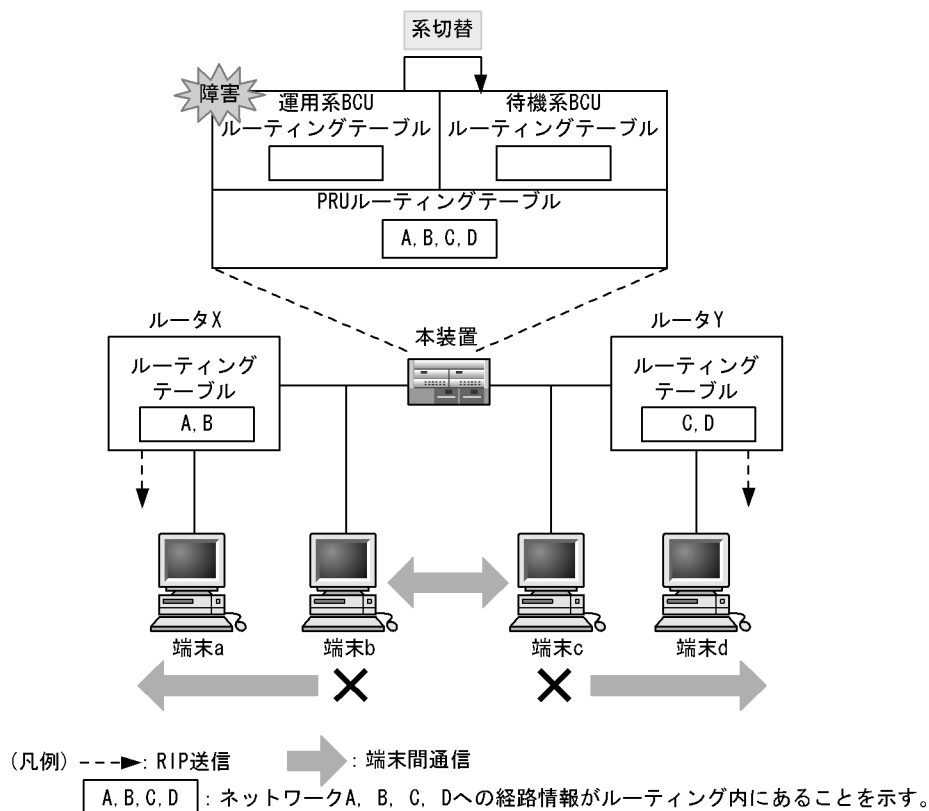 系切替
障害
運用系BCU
ルーティングテーブル
待機系BCU
ルーティングテーブル
PRUルーティングテーブル
A, B, C, D
ルータX
ルーティング
テーブル
A, B
本装置
ルータY
ルーティング
テーブル
C, D
端末a
端末b
端末c
端末d
(凡例) : RIP送信 : 端末間通信
A, B, C, D : ネットワークA, B, C, Dへの経路情報がルーティング内にあることを示す。